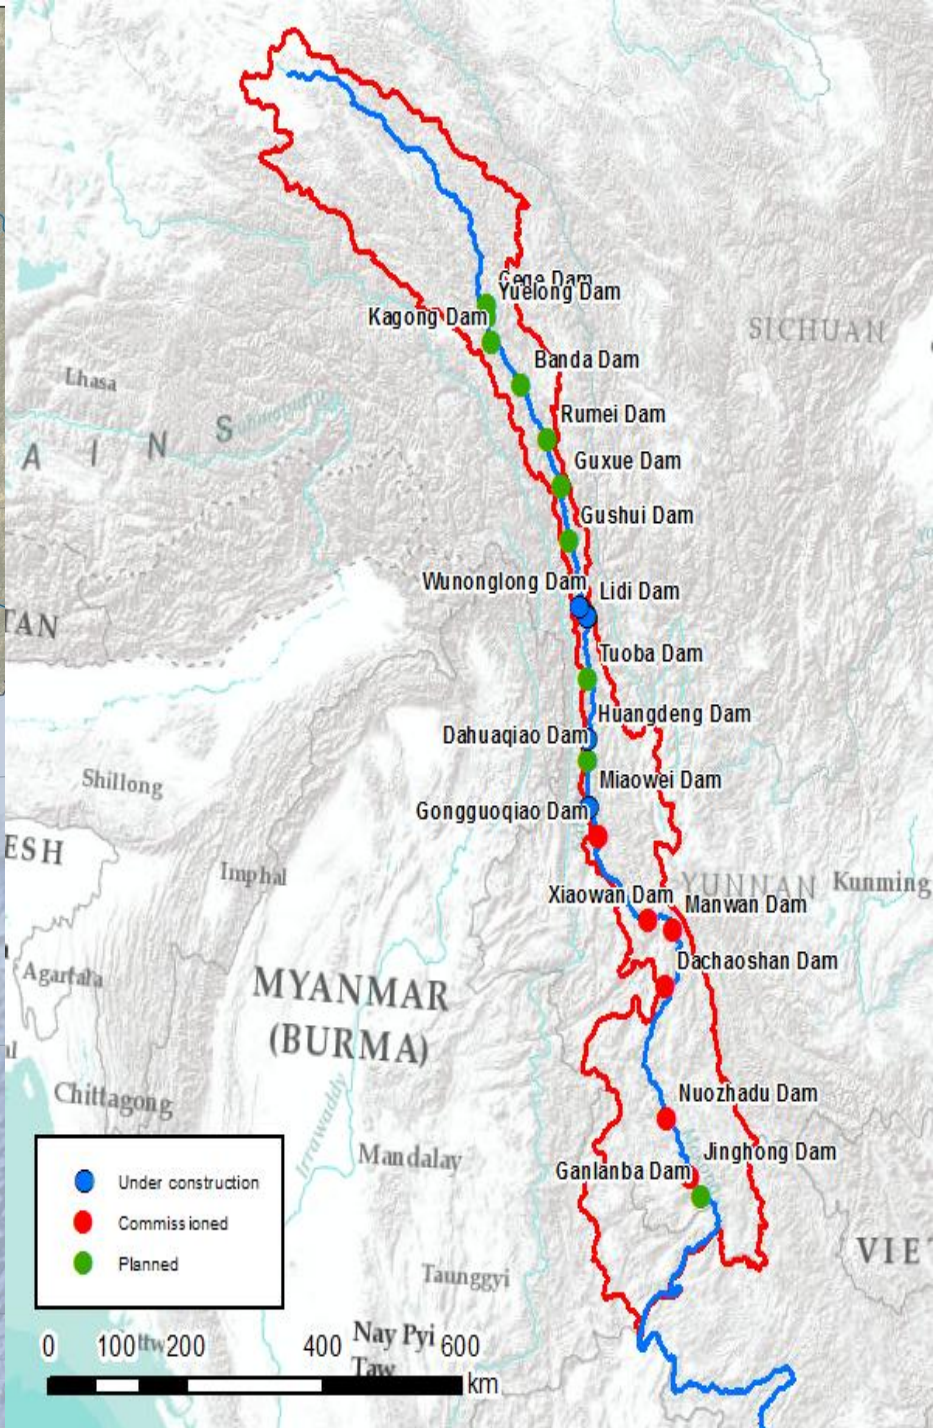 Gege Dam
Yuelong Dam
Kagong Dam
SICHUAN
Banda Dam
Lhasa
Rumei Dam
A I N S
Guxue Dam
Gushui Dam
Wunonglong Dam
Lidi Dam
TAN
Tuoba Dam
Huangdeng Dam
Dahuaqiao Dam
Shillong
Miaowei Dam
Gongguoqiao Dam
ESH
Imphal
YUNNAN
Kunming
Xiaowan Dam
Manwan Dam
Dachaoshan Dam
Agartala
MYANMAR
(BURMA)
al
Chittagong
Nuozhadu Dam
Irrawaddy
Mandalay
Jinghong Dam
Ganlanba Dam
Under construction
Commissioned
Planned
VIET
Taunggyi
Nay Pyi
Taw
ttw
0 100 200 400 600
km